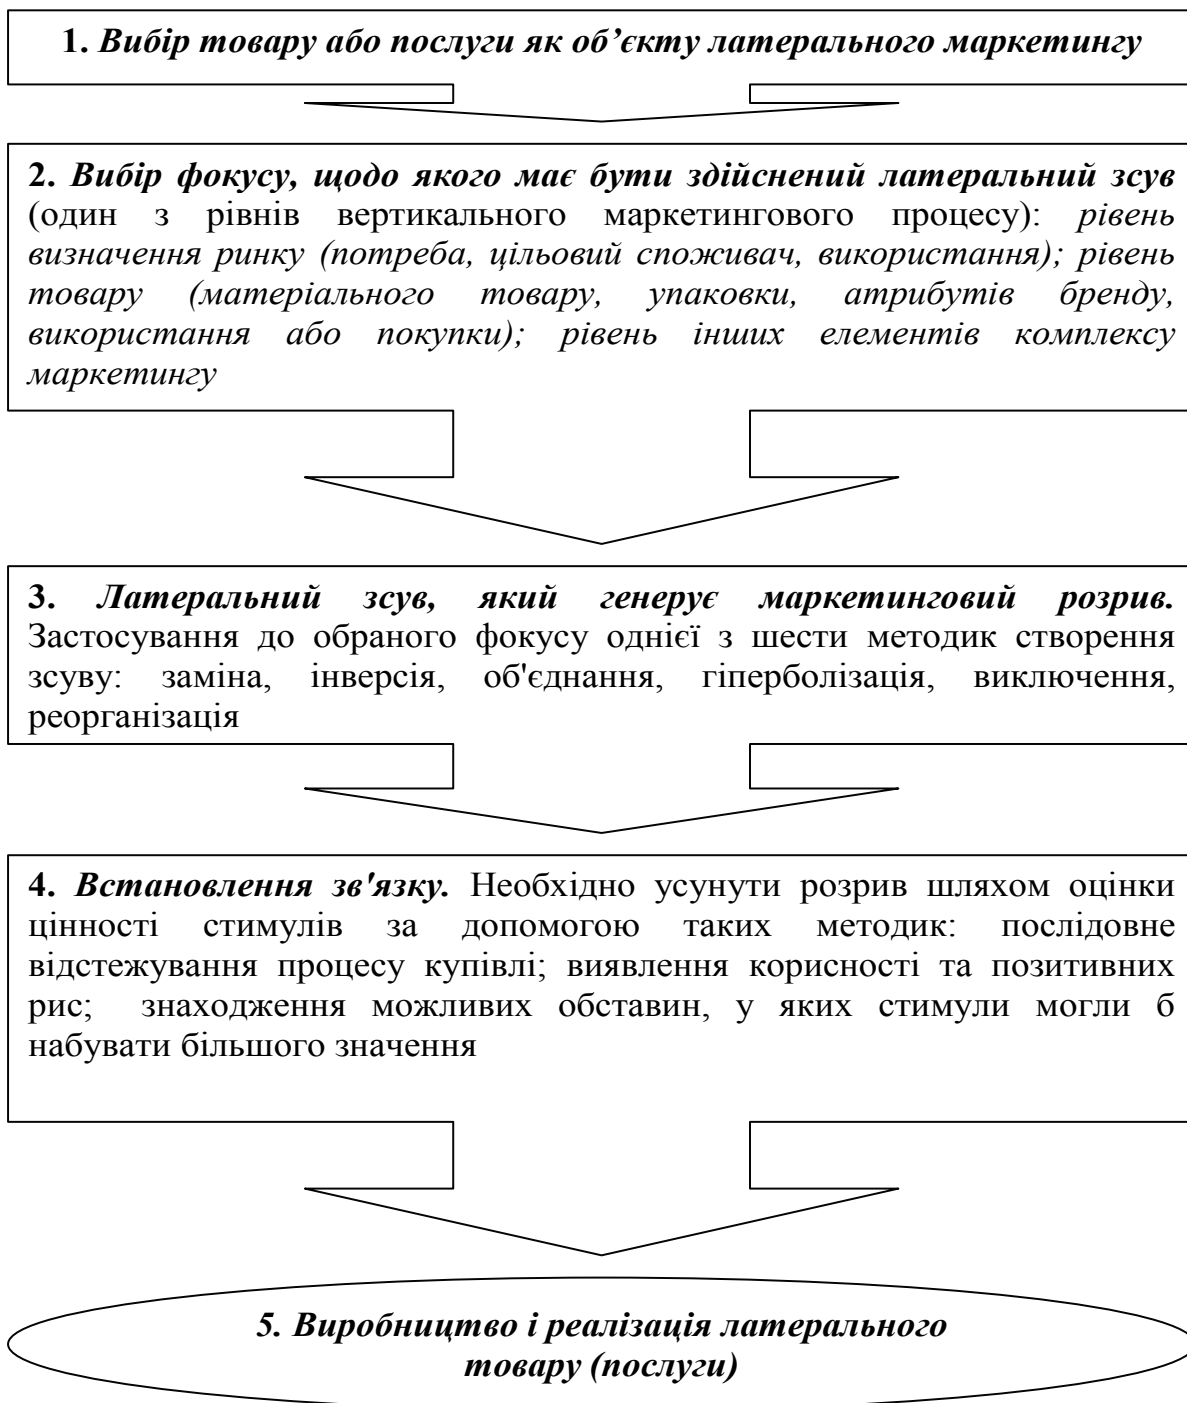 1. Вибір товару або послуги як об’єкту латерального маркетингу
2. Вибір фокусу, щодо якого має бути здійснений латеральний зсув
(один з рівнів вертикального маркетингового процесу): рівень
визначення ринку (потреба, цільовий споживач, використання); рівень
товару (матеріального товару, упаковки, атрибутів бренду,
використання або покупки); рівень інших елементів комплексу
маркетингу
3. Латеральний зсув, який генерує маркетинговий розрив.
Застосування до обраного фокусу однієї з шести методик створення
зсуву: заміна, інверсія, об'єднання, гіперболізація, виключення,
реорганізація
4. Встановлення зв'язку. Необхідно усунути розрив шляхом оцінки
цінності стимулів за допомогою таких методик: послідовне
відстежування процесу купівлі; виявлення корисності та позитивних
рис; знаходження можливих обставин, у яких стимули могли б
набувати більшого значення
5. Виробництво і реалізація латерального
товару (послуги)